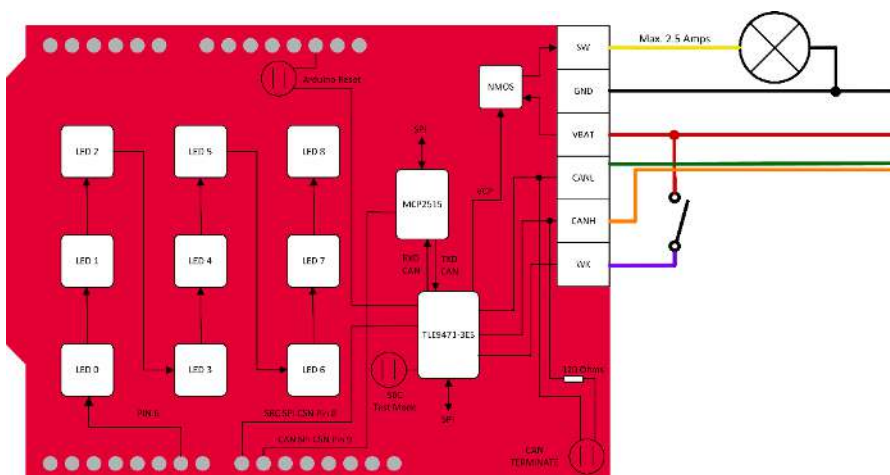 SW
Max. 2.5 Amps
Arduino Reset
NMOS
GND
VBAT
LED 2
LED 5
LED 8
SPI
CANL
MCP2515
VCP
CANH
LED 1
LED 4
LED 7
RXD
CAN
TXD
CAN
WK
TLE9471-3ES
LED 0
LED 3
LED 6
120 Ohms
SBC
Test Mode
PIN 6
SBC SPI CSN Pin 8
SPI
CAN SPI CSN Pin 9
CAN
TERMINATE